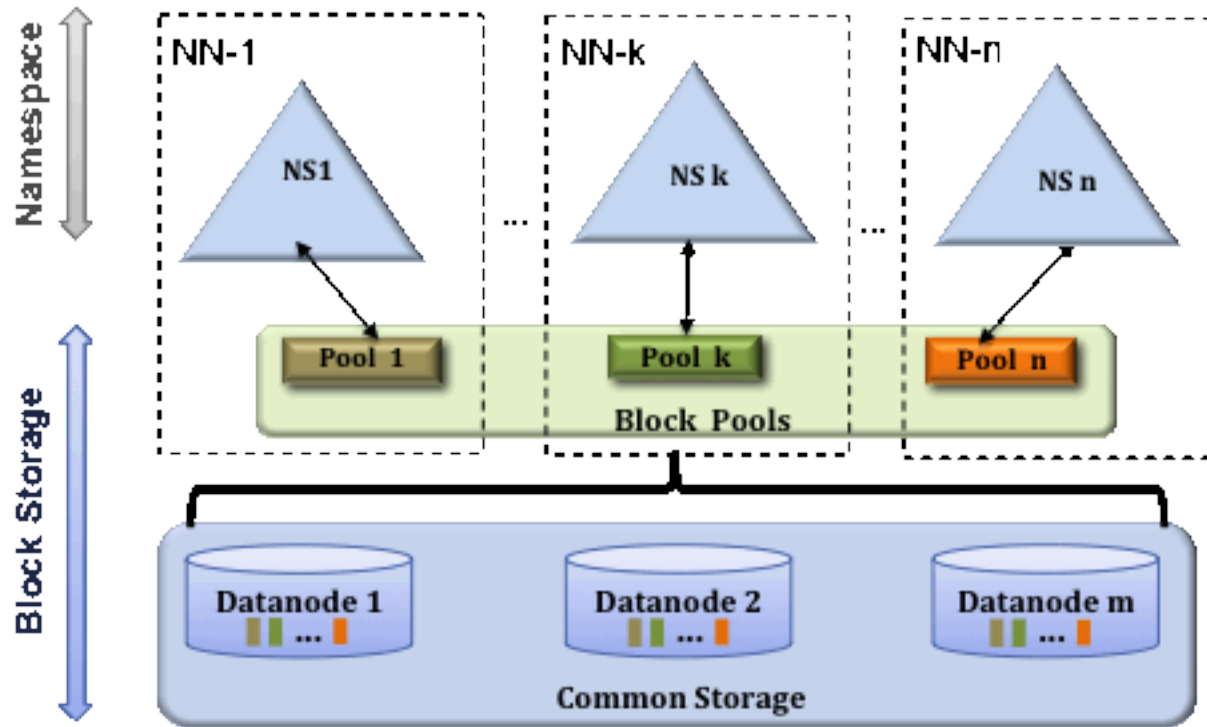 Namespace
NN-1
NN-k
NN-n
NS1
NS k
NS n
...
...
Block Storage
Pool 1
Pool k
Pool n
Block Pools
Datanode 1
...
Datanode 2
...
Datanode m
...
Common Storage